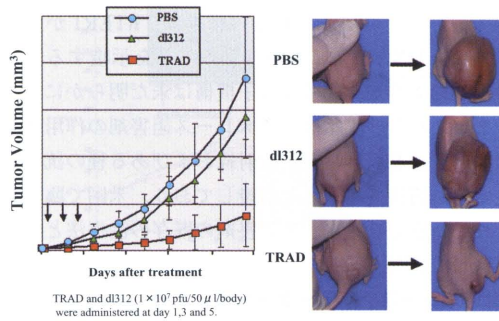 PBS
dl312
TRAD
Tumor Volume (mm³)
Days after treatment
TRAD and dl312 (1 × 10⁷ pfu/50 μl/body)
were administered at day 1,3 and 5.
PBS
dl312
TRAD